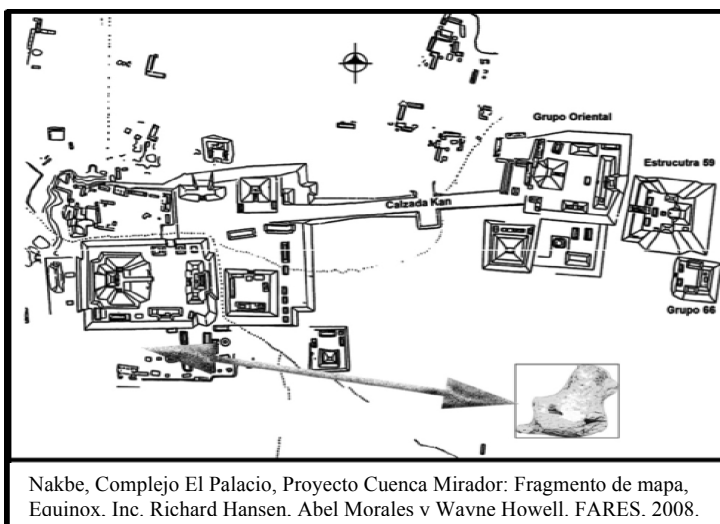 Grupo Oriental
Estrucutra 59
Calzada Kan
Grupo 66
Nakbe, Complejo El Palacio, Proyecto Cuenca Mirador: Fragmento de mapa,
Equinox, Inc. Richard Hansen, Abel Morales y Wayne Howell. FARES. 2008.